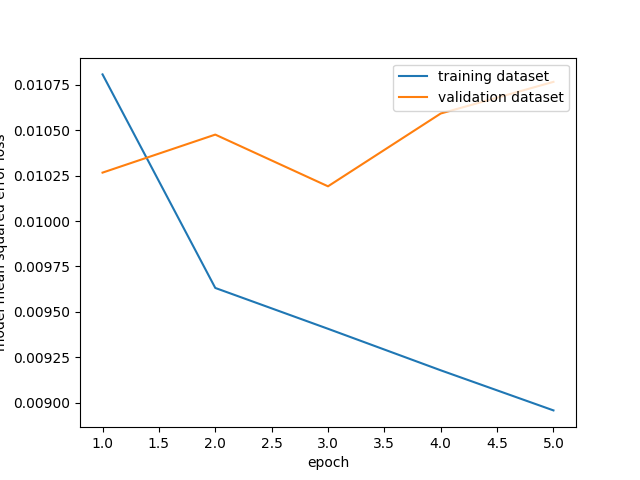 training dataset
validation dataset
0.01075
0.01050
0.01025
0.01000
0.00975
0.00950
0.00925
0.00900
mean squared error loss
1.0 1.5 2.0 2.5 3.0 3.5 4.0 4.5 5.0
epoch